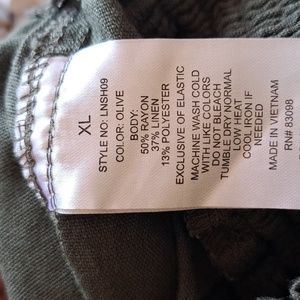 XL
STYLE NO: LNSH09
COLOR: OLIVE
BODY:
50% RAYEN
37% LINEN
13% POLYESTER
EXCLUSIVE OF ELASTIC
MACHINE WASH COLD
WITH LIKE COLORS
DO NOT BLEACH
TUMBLE DRY NORMAL
LOW HEAT
COOL IRON IF
NEEDED
MADE IN VIETNAM
RN# 83098